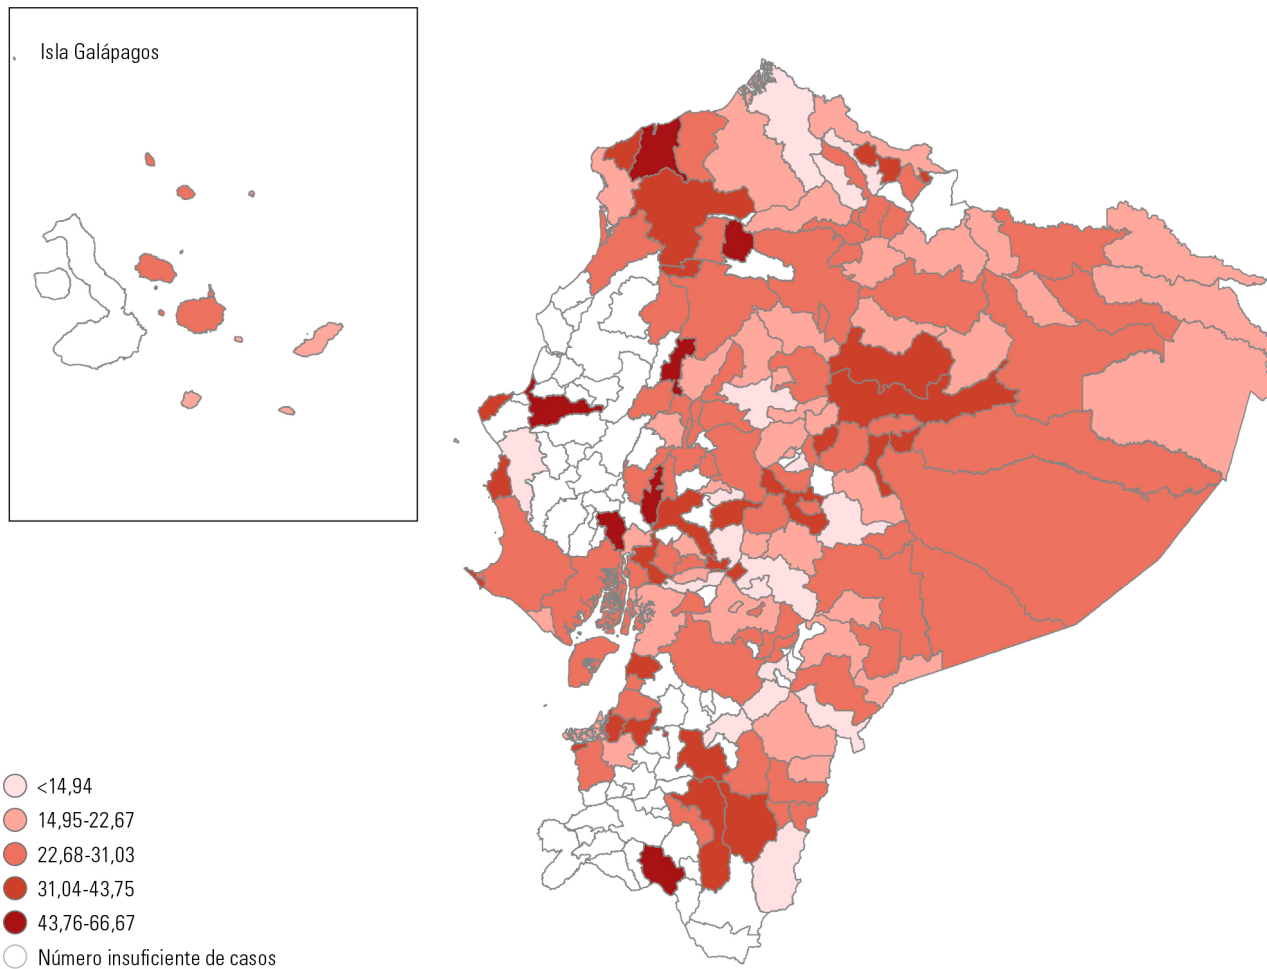 Isla Galápagos
<14,94
14,95-22,67
22,68-31,03
31,04-43,75
43,76-66,67
Número insuficiente de casos